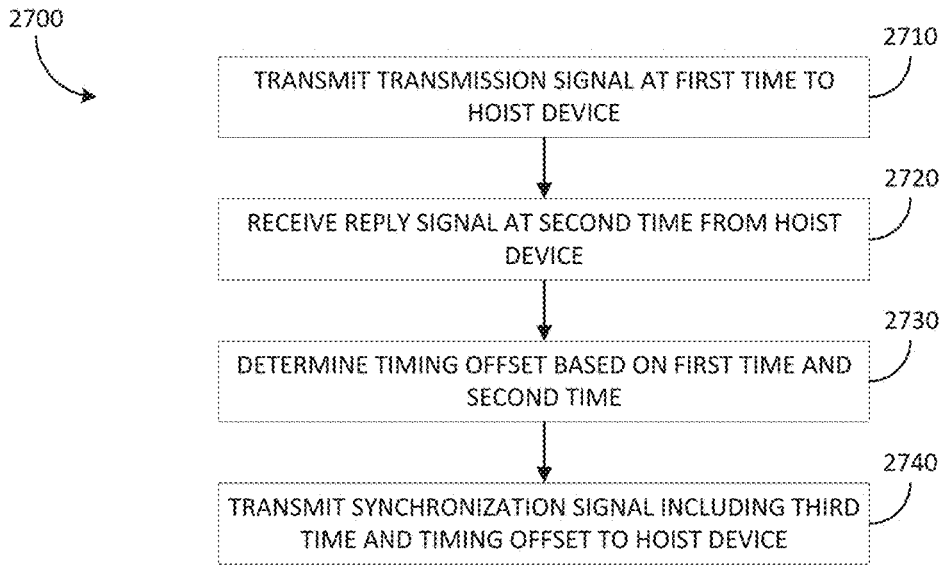 2700
2710
TRANSMIT TRANSMISSION SIGNAL AT FIRST TIME TO
HOIST DEVICE
2720
RECEIVE REPLY SIGNAL AT SECOND TIME FROM HOIST
DEVICE
2730
DETERMINE TIMING OFFSET BASED ON FIRST TIME AND
SECOND TIME
2740
TRANSMIT SYNCHRONIZATION SIGNAL INCLUDING THIRD
TIME AND TIMING OFFSET TO HOIST DEVICE